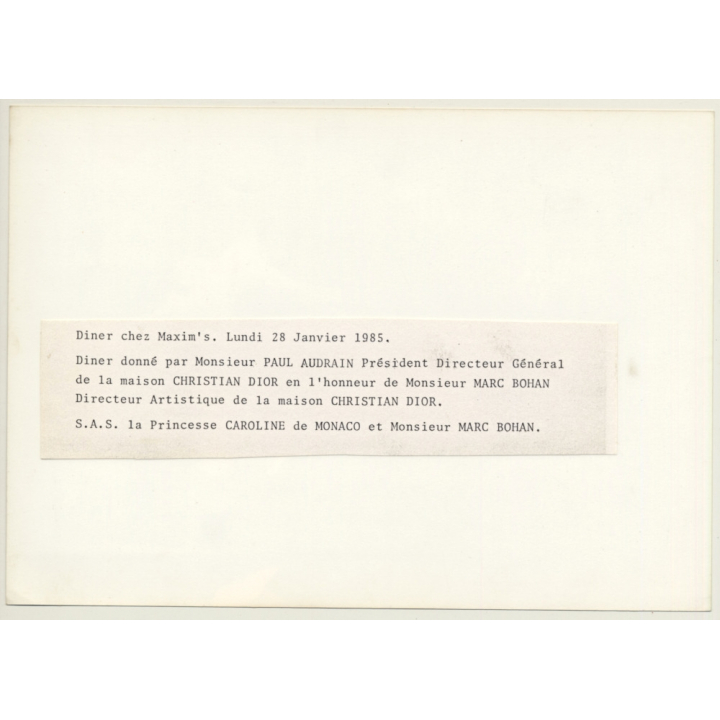 Diner chez Maxim's. Lundi 28 Janvier 1985.
Diner donné par Monsieur PAUL AUDRAIN Président Directeur Général
de la maison CHRISTIAN DIOR en l'honneur de Monsieur MARC BOHAN
Directeur Artistique de la maison CHRISTIAN DIOR.
S.A.S. la Princesse CAROLINE de MONACO et Monsieur MARC BOHAN.